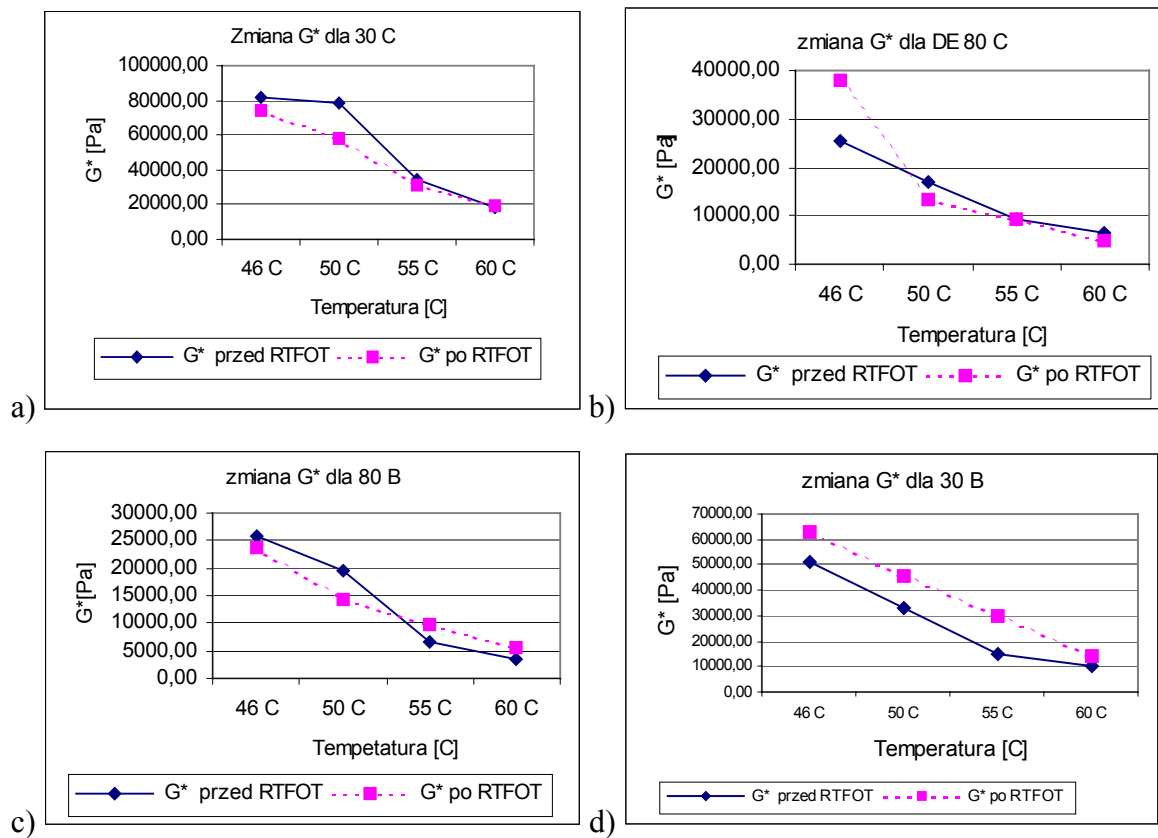 Zmiana G* dla 30 C
100000,00
80000,00
60000,00
40000,00
20000,00
0,00
G* [Pa]
46 C 50 C 55 C 60 C
Temperatura [C]
G* przed RTFOT G* po RTFOT
a)
zmiana G* dla DE 80 C
40000,00
30000,00
20000,00
10000,00
0,00
G* [Pa]
46 C 50 C 55 C 60 C
Temperatura [C]
G* przed RTFOT G* po RTFOT
b)
zmiana G* dla 80 B
30000,00
25000,00
20000,00
15000,00
10000,00
5000,00
0,00
G*[Pa]
46 C 50 C 55 C 60 C
Tempetatura [C]
G* przed RTFOT G* po RTFOT
c)
zmiana G* dla 30 B
70000,00
60000,00
50000,00
40000,00
30000,00
20000,00
10000,00
0,00
G* [Pa]
46 C 50 C 55 C 60 C
Temperatura [C]
G* przed RTFOT G* po RTFOT
d)